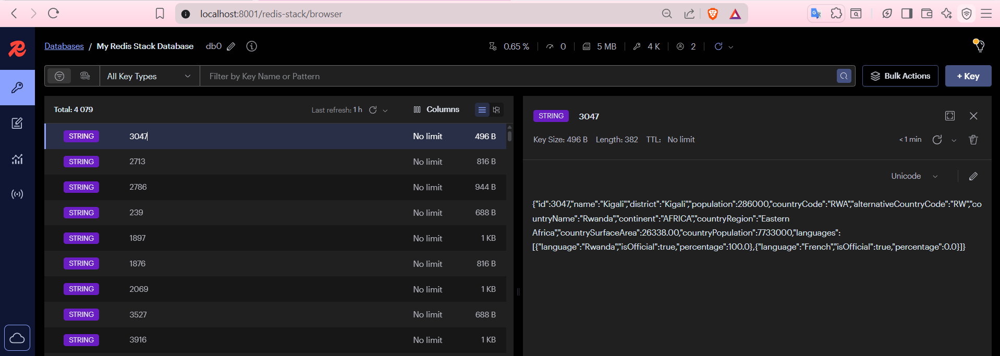 localhost:8001/redis-stack/browser
Databases / My Redis Stack Database db0 0.65 % 0 5 MB 4 K 2
All Key Types Filter by Key Name or Pattern Bulk Actions + Key
Total: 4 079 Last refresh: 1 h Columns
STRING 3047 No limit 496 B
STRING 2713 No limit 816 B
STRING 2786 No limit 944 B
STRING 239 No limit 688 B
STRING 1897 No limit 1 KB
STRING 1876 No limit 816 B
STRING 2069 No limit 1 KB
STRING 3527 No limit 688 B
STRING 3916 No limit 1 KB
STRING 3047
Key Size: 496 B Length: 382 TTL: No limit < 1 min
Unicode
{"id":3047,"name":"Kigali","district":"Kigali","population":286000,"countryCode":"RWA","alternativeCountryCode":"RW","co
untryName":"Rwanda","continent":"AFRICA","countryRegion":"Eastern
Africa","countrySurfaceArea":26338.00,"countryPopulation":7733000,"languages":
[{"language":"Rwanda","isOfficial":true,"percentage":100.0},{"language":"French","isOfficial":true,"percentage":0.0}]}